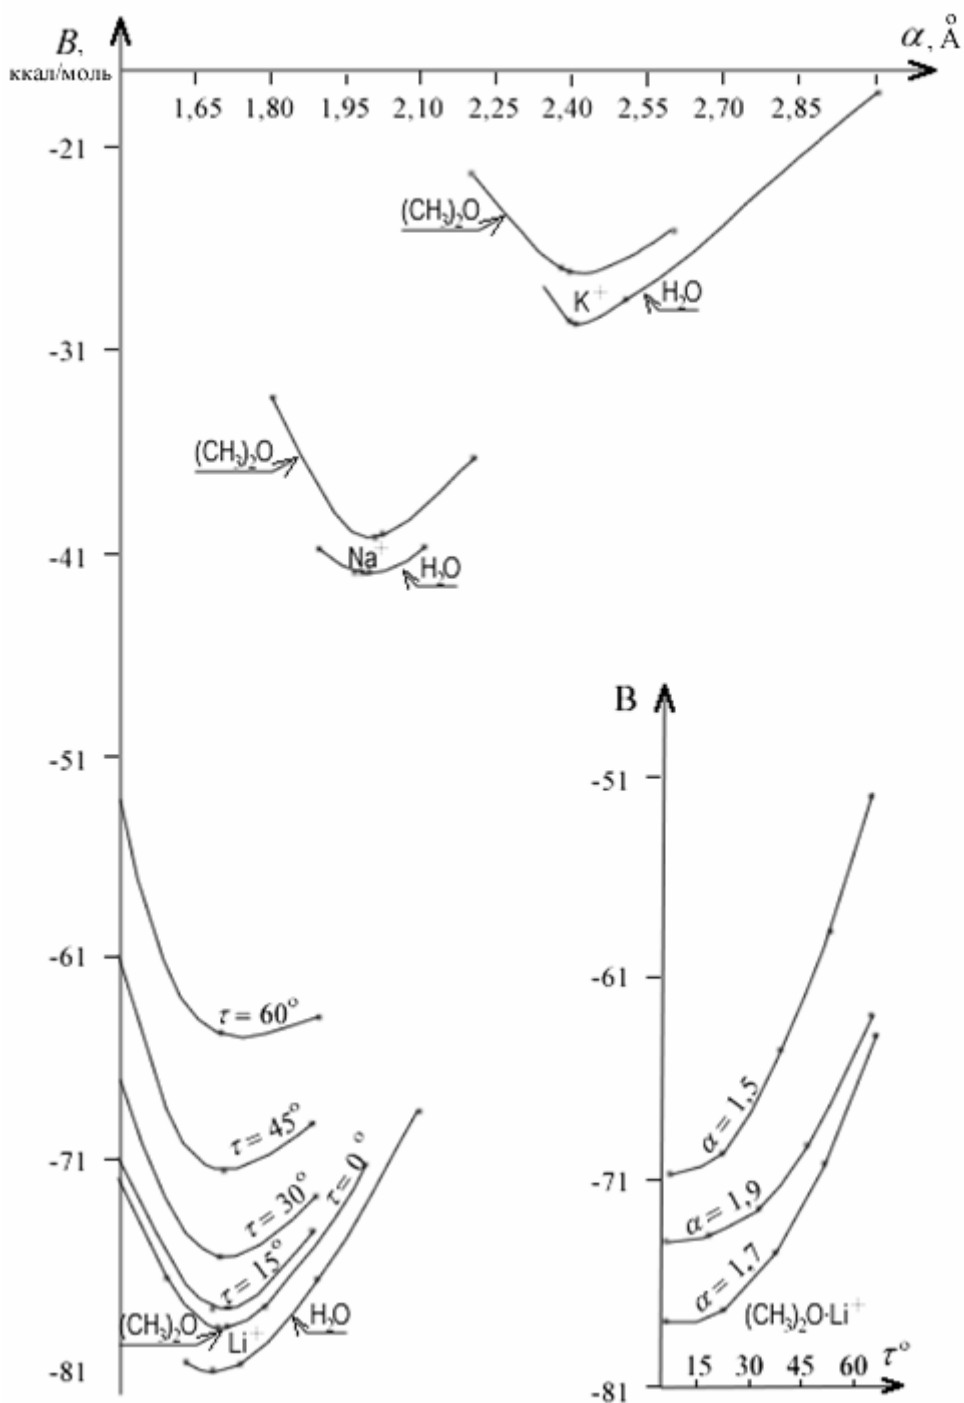 B,
ккал/моль
α, Å
1,65 1,80 1,95 2,10 2,25 2,40 2,55 2,70 2,85
-21
(CH₃)₂O
K⁺
H₂O
-31
(CH₃)₂O
-41
Na⁺
H₂O
-51
-61
τ = 60°
τ = 45°
-71
τ = 30°
τ = 0°
τ = 15°
(CH₃)₂O
Li⁺
H₂O
-81
B
-51
-61
α = 1,5
-71
α = 1,9
α = 1,7
(CH₃)₂O·Li⁺
15 30 45 60 τ°
-81